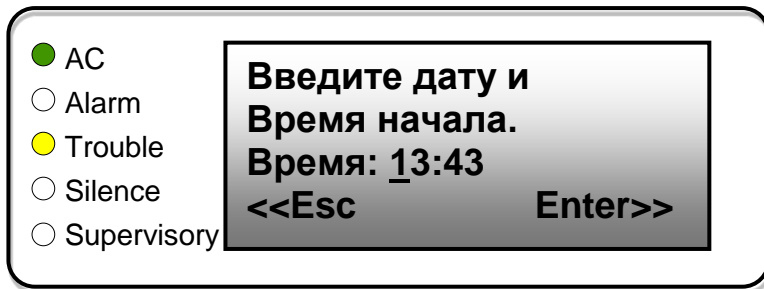 AC
Alarm
Trouble
Silence
Supervisory
Введите дату и
Время начала.
Время: 13:43
<<Esc Enter>>